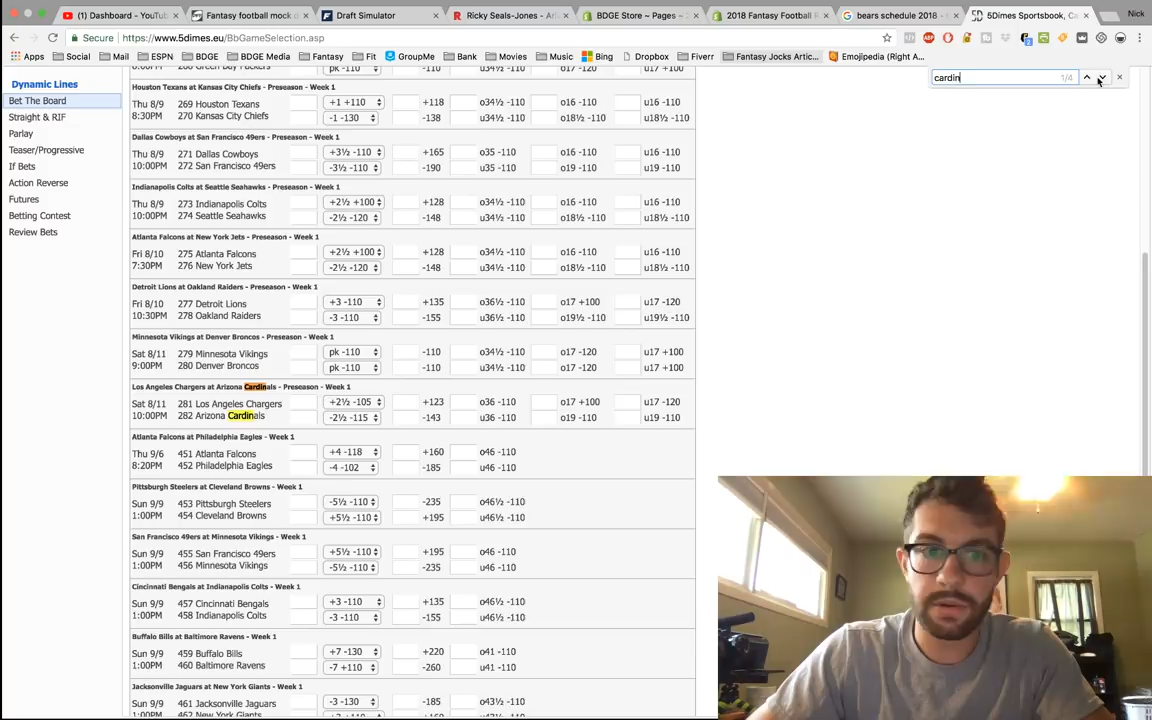 (1) Dashboard - YouTub
Fantasy football mock d
Draft Simulator
Ricky Seals-Jones - Ari
BDGE Store ~ Pages ~
2018 Fantasy Football R
bears schedule 2018 -
5Dimes Sportsbook, Ca
Nick
Secure https://www.5dimes.eu/BbGameSelection.asp
Apps Social ESPN BDGE BDGE Media Fantasy Fit GroupMe Bank Movies Music Bing Dropbox Fiverr Fantasy Jocks Artic... Emojipedia (Right A...
cardin 1/4
Dynamic Lines
Bet The Board
Straight & RIF
Parlay
Teaser/Progressive
If Bets
Action Reverse
Futures
Betting Contest
Review Bets
pk -110 -110 u34½ -110 o17 -120 u17 +100
Houston Texans at Kansas City Chiefs - Preseason - Week 1
Thu 8/9 269 Houston Texans +1 +110 +118 o34½ -110 o16 -110 u16 -110
8:30PM 270 Kansas City Chiefs -1 -130 -138 u34½ -110 o18½ -110 u18½ -110
Dallas Cowboys at San Francisco 49ers - Preseason - Week 1
Thu 8/9 271 Dallas Cowboys +3½ -110 +165 o35 -110 o16 -110 u16 -110
10:00PM 272 San Francisco 49ers -3½ -110 -190 u35 -110 o19 -110 u19 -110
Indianapolis Colts at Seattle Seahawks - Preseason - Week 1
Thu 8/9 273 Indianapolis Colts +2½ +100 +128 o34½ -110 o16 -110 u16 -110
10:00PM 274 Seattle Seahawks -2½ -120 -148 u34½ -110 o18½ -110 u18½ -110
Atlanta Falcons at New York Jets - Preseason - Week 1
Fri 8/10 275 Atlanta Falcons +2½ +100 +128 o34½ -110 o16 -110 u16 -110
7:30PM 276 New York Jets -2½ -120 -148 u34½ -110 o18½ -110 u18½ -110
Detroit Lions at Oakland Raiders - Preseason - Week 1
Fri 8/10 277 Detroit Lions +3 -110 +135 o36½ -110 o17 +100 u17 -120
10:30PM 278 Oakland Raiders -3 -110 -155 u36½ -110 o19½ -110 u19½ -110
Minnesota Vikings at Denver Broncos - Preseason - Week 1
Sat 8/11 279 Minnesota Vikings pk -110 -110 o34½ -110 o17 -120 u17 +100
9:00PM 280 Denver Broncos pk -110 -110 u34½ -110 o17 -120 u17 +100
Los Angeles Chargers at Arizona Cardinals - Preseason - Week 1
Sat 8/11 281 Los Angeles Chargers +2½ -105 +123 o36 -110 o17 +100 u17 -120
10:00PM 282 Arizona Cardinals -2½ -115 -143 u36 -110 o19 -110 u19 -110
Atlanta Falcons at Philadelphia Eagles - Week 1
Thu 9/6 451 Atlanta Falcons +4 -118 +160 o46 -110
8:20PM 452 Philadelphia Eagles -4 -102 -185 u46 -110
Pittsburgh Steelers at Cleveland Browns - Week 1
Sun 9/9 453 Pittsburgh Steelers -5½ -110 -235 o46½ -110
1:00PM 454 Cleveland Browns +5½ -110 +195 u46½ -110
San Francisco 49ers at Minnesota Vikings - Week 1
Sun 9/9 455 San Francisco 49ers +5½ -110 +195 o46 -110
1:00PM 456 Minnesota Vikings -5½ -110 -235 u46 -110
Cincinnati Bengals at Indianapolis Colts - Week 1
Sun 9/9 457 Cincinnati Bengals +3 -110 +135 o46½ -110
1:00PM 458 Indianapolis Colts -3 -110 -155 u46½ -110
Buffalo Bills at Baltimore Ravens - Week 1
Sun 9/9 459 Buffalo Bills +7 -130 +220 o41 -110
1:00PM 460 Baltimore Ravens -7 +110 -260 u41 -110
Jacksonville Jaguars at New York Giants - Week 1
Sun 9/9 461 Jacksonville Jaguars -3 -130 -185 o44½ -110
1:00PM 462 New York Giants